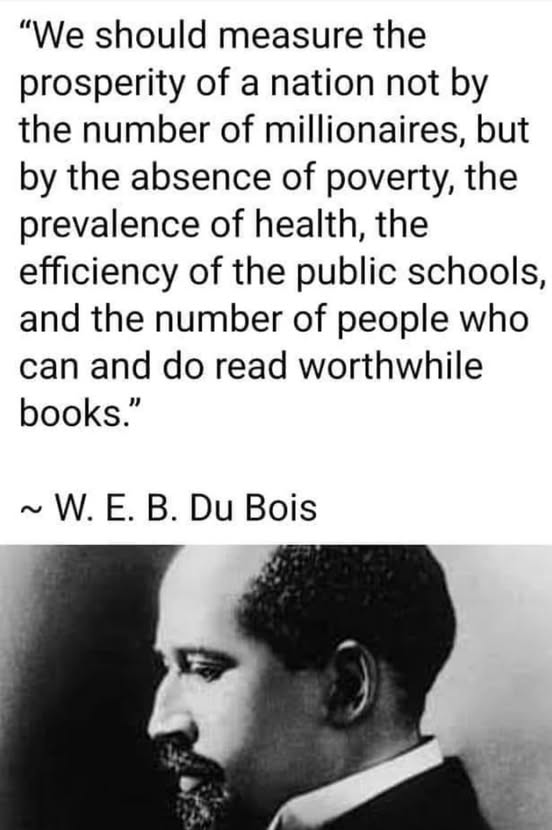 “We should measure the
prosperity of a nation not by
the number of millionaires, but
by the absence of poverty, the
prevalence of health, the
efficiency of the public schools,
and the number of people who
can and do read worthwhile
books.”
~ W. E. B. Du Bois